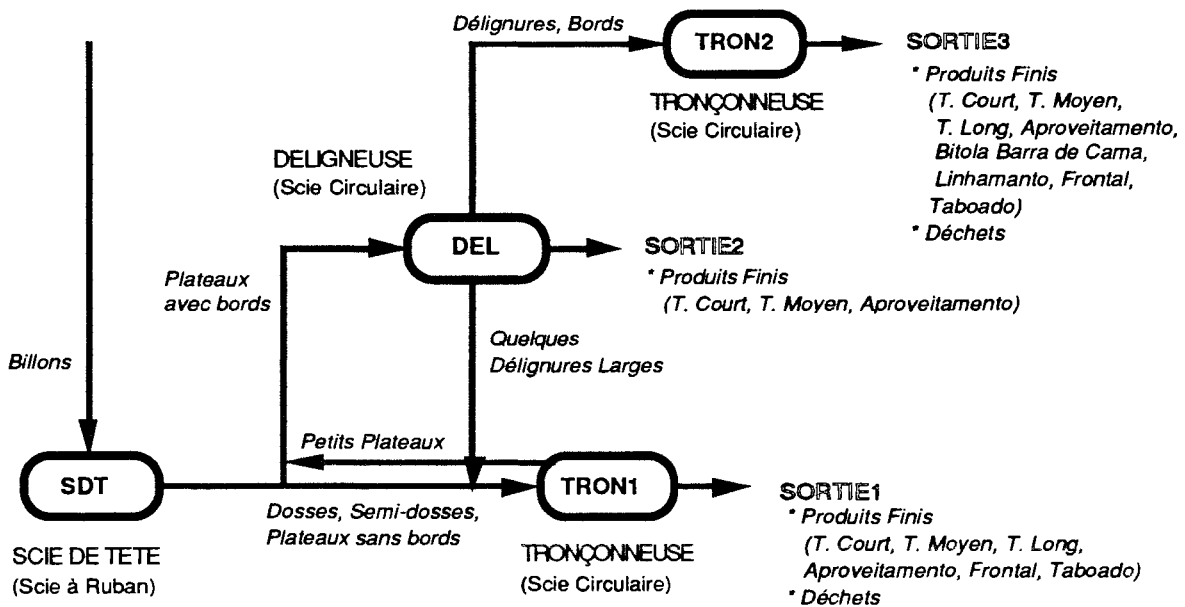 Délignures, Bords
TRON2
SORTIE3
* Produits Finis
(T. Court, T. Moyen,
T. Long, Aproveitamento,
Bitola Barra de Cama,
Linhamanto, Frontal,
Taboado)
* Déchets
TRONÇONNEUSE
(Scie Circulaire)
DELIGNEUSE
(Scie Circulaire)
DEL
SORTIE2
* Produits Finis
(T. Court, T. Moyen, Aproveitamento)
Plateaux
avec bords
Quelques
Délignures Larges
Billons
Petits Plateaux
SDT
TRON1
SORTIE1
* Produits Finis
(T. Court, T. Moyen, T. Long,
Aproveitamento, Frontal, Taboado)
* Déchets
Dosses, Semi-dosses,
Plateaux sans bords
SCIE DE TETE
(Scie à Ruban)
TRONÇONNEUSE
(Scie Circulaire)